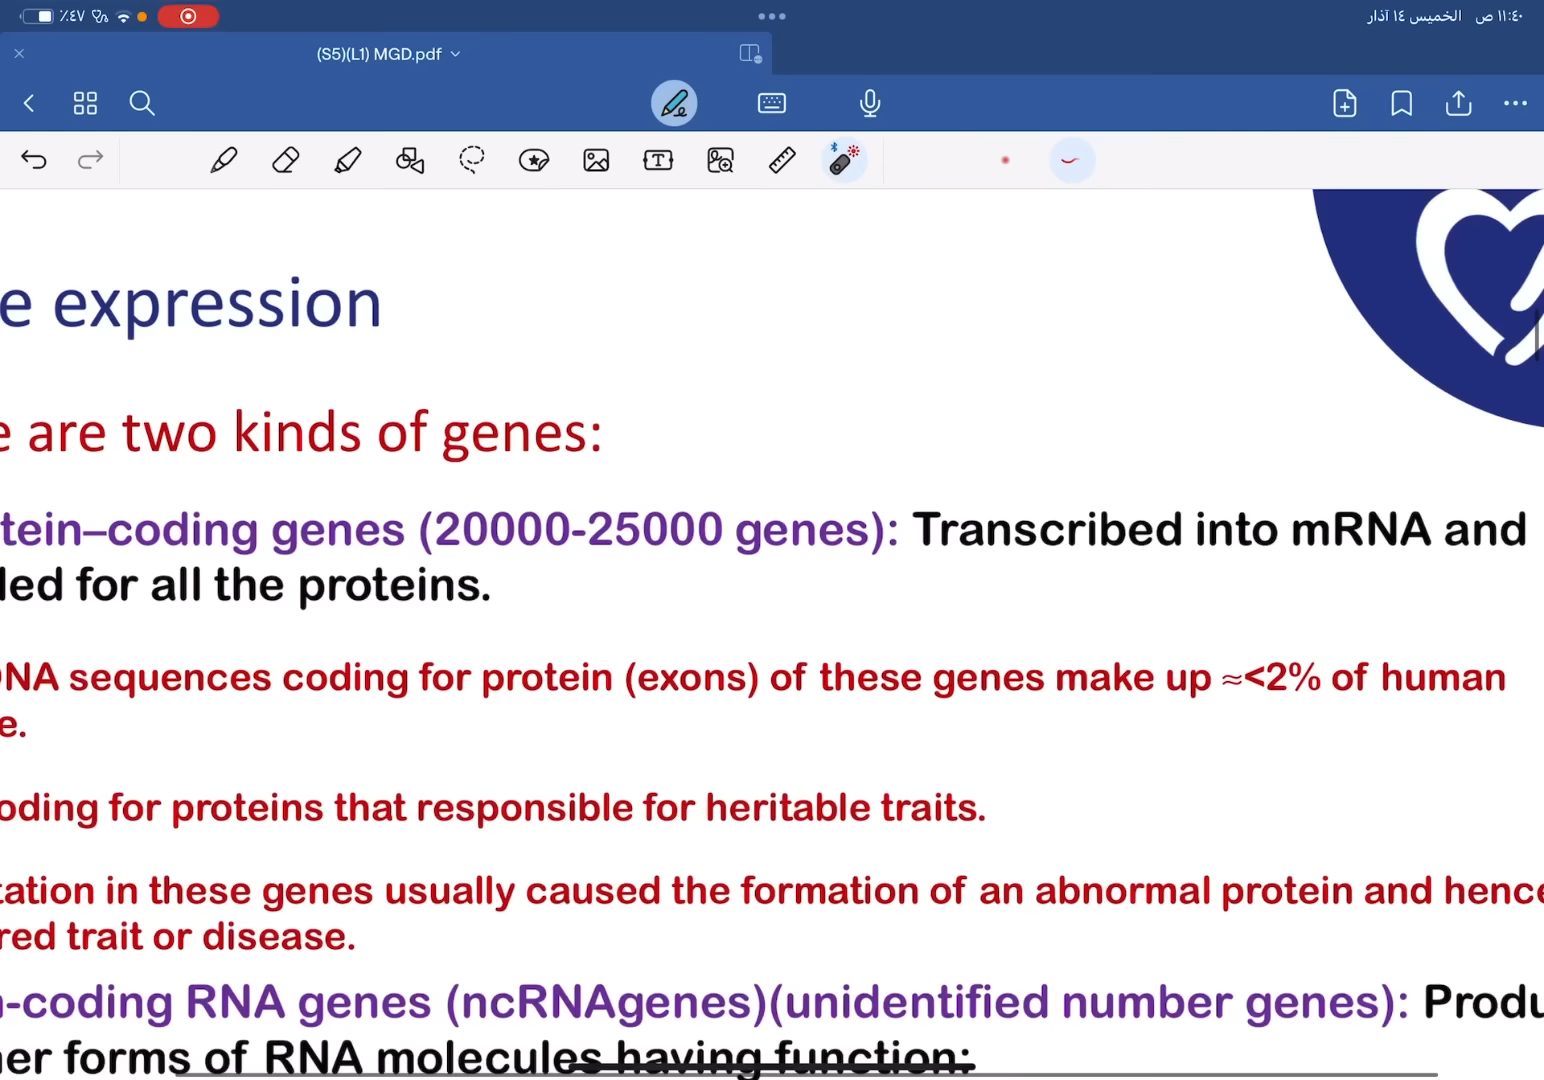 ٪٤٧
الخميس ١٤ آذار ١١:٤٠ ص
(S5)(L1) MGD.pdf
T
e expression
e are two kinds of genes:
tein–coding genes (20000-25000 genes): Transcribed into mRNA and
led for all the proteins.
NA sequences coding for protein (exons) of these genes make up ≈<2% of human
e.
oding for proteins that responsible for heritable traits.
tation in these genes usually caused the formation of an abnormal protein and hence
red trait or disease.
-coding RNA genes (ncRNAgenes)(unidentified number genes): Produ
er forms of RNA molecules having function: